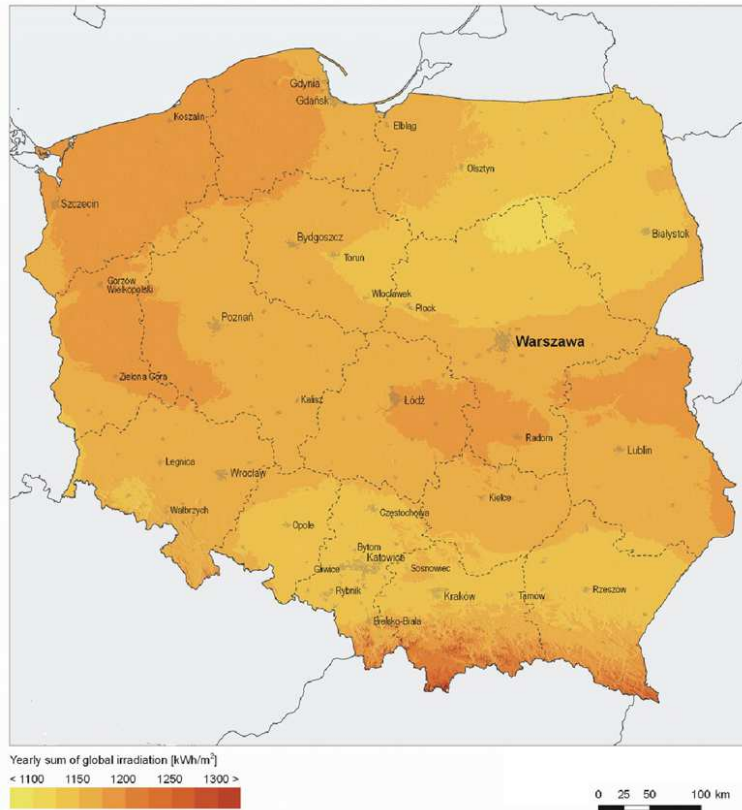 Gdynia
Gdańsk
Koszalin
Elbląg
Olsztyn
Szczecin
Białystok
Bydgoszcz
Toruń
Gorzów
Wielkopolski
Włocławek
Płock
Poznań
Warszawa
Zielona Góra
Kalisz
Łódź
Radom
Legnica
Wrocław
Lublin
Wałbrzych
Kielce
Częstochowa
Opole
Bytom
Katowice
Gliwice
Sosnowiec
Rybnik
Kraków
Tarnów
Rzeszów
Bielsko-Biała
Yearly sum of global irradiation [kWh/m²]
< 1100 1150 1200 1250 1300 >
0 25 50 100 km